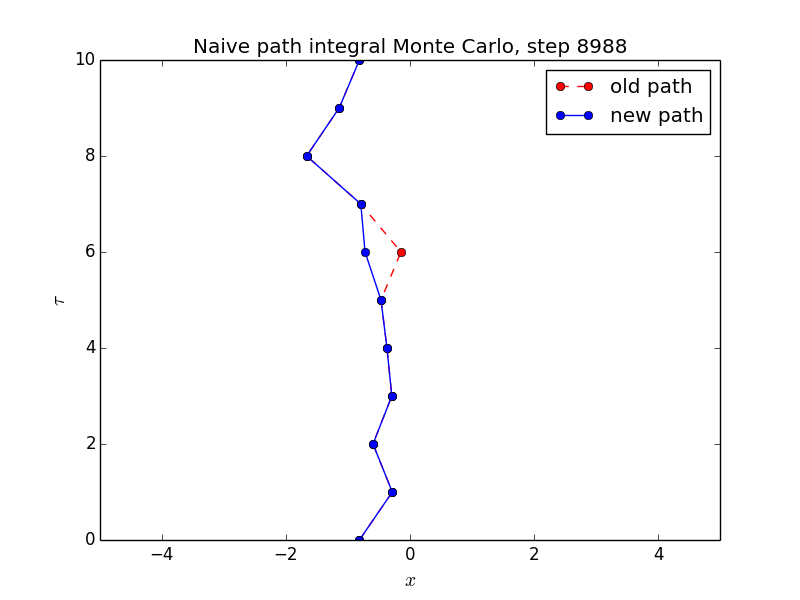 Naive path integral Monte Carlo, step 8988
10
8
6
4
2
0
τ
old path
new path
−4
−2
0
2
4
x